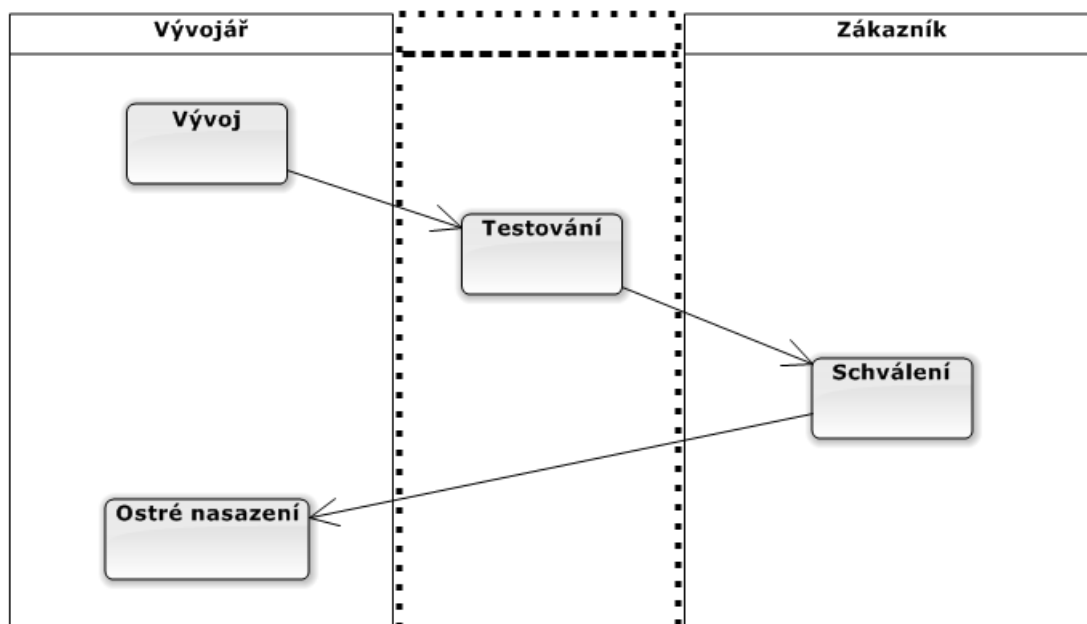 Vývojář
Zákazník
Vývoj
Testování
Schválení
Ostré nasazení